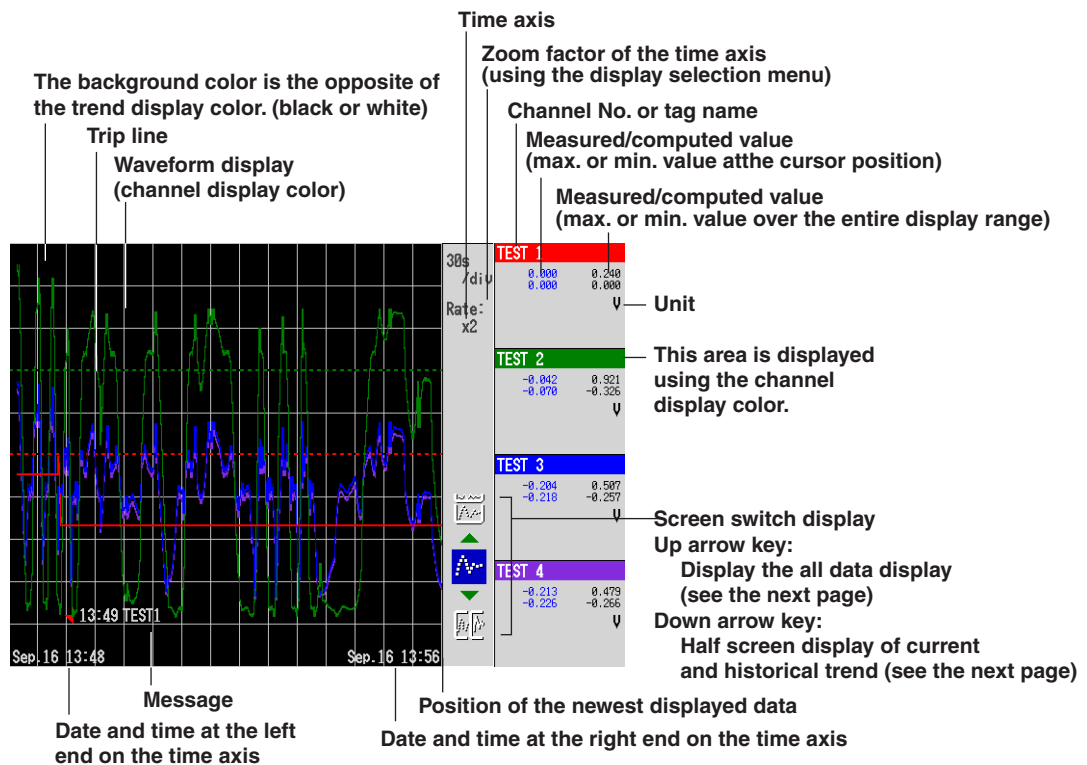 Time axis
Zoom factor of the time axis
(using the display selection menu)
The background color is the opposite of
the trend display color. (black or white)
Channel No. or tag name
Trip line
Measured/computed value
(max. or min. value atthe cursor position)
Waveform display
(channel display color)
Measured/computed value
(max. or min. value over the entire display range)
30s
/div
Rate:
x2
TEST 1
0.000 0.240
0.000 0.000
V
Unit
TEST 2
-0.042 0.921
-0.070 -0.326
V
This area is displayed
using the channel
display color.
TEST 3
-0.204 0.507
-0.218 -0.257
V
TEST 4
-0.213 0.479
-0.226 -0.266
V
Screen switch display
Up arrow key:
Display the all data display
(see the next page)
Down arrow key:
Half screen display of current
and historical trend (see the next page)
13:49 TEST1
Sep.16 13:48 Sep.16 13:56
Message
Position of the newest displayed data
Date and time at the left
end on the time axis
Date and time at the right end on the time axis